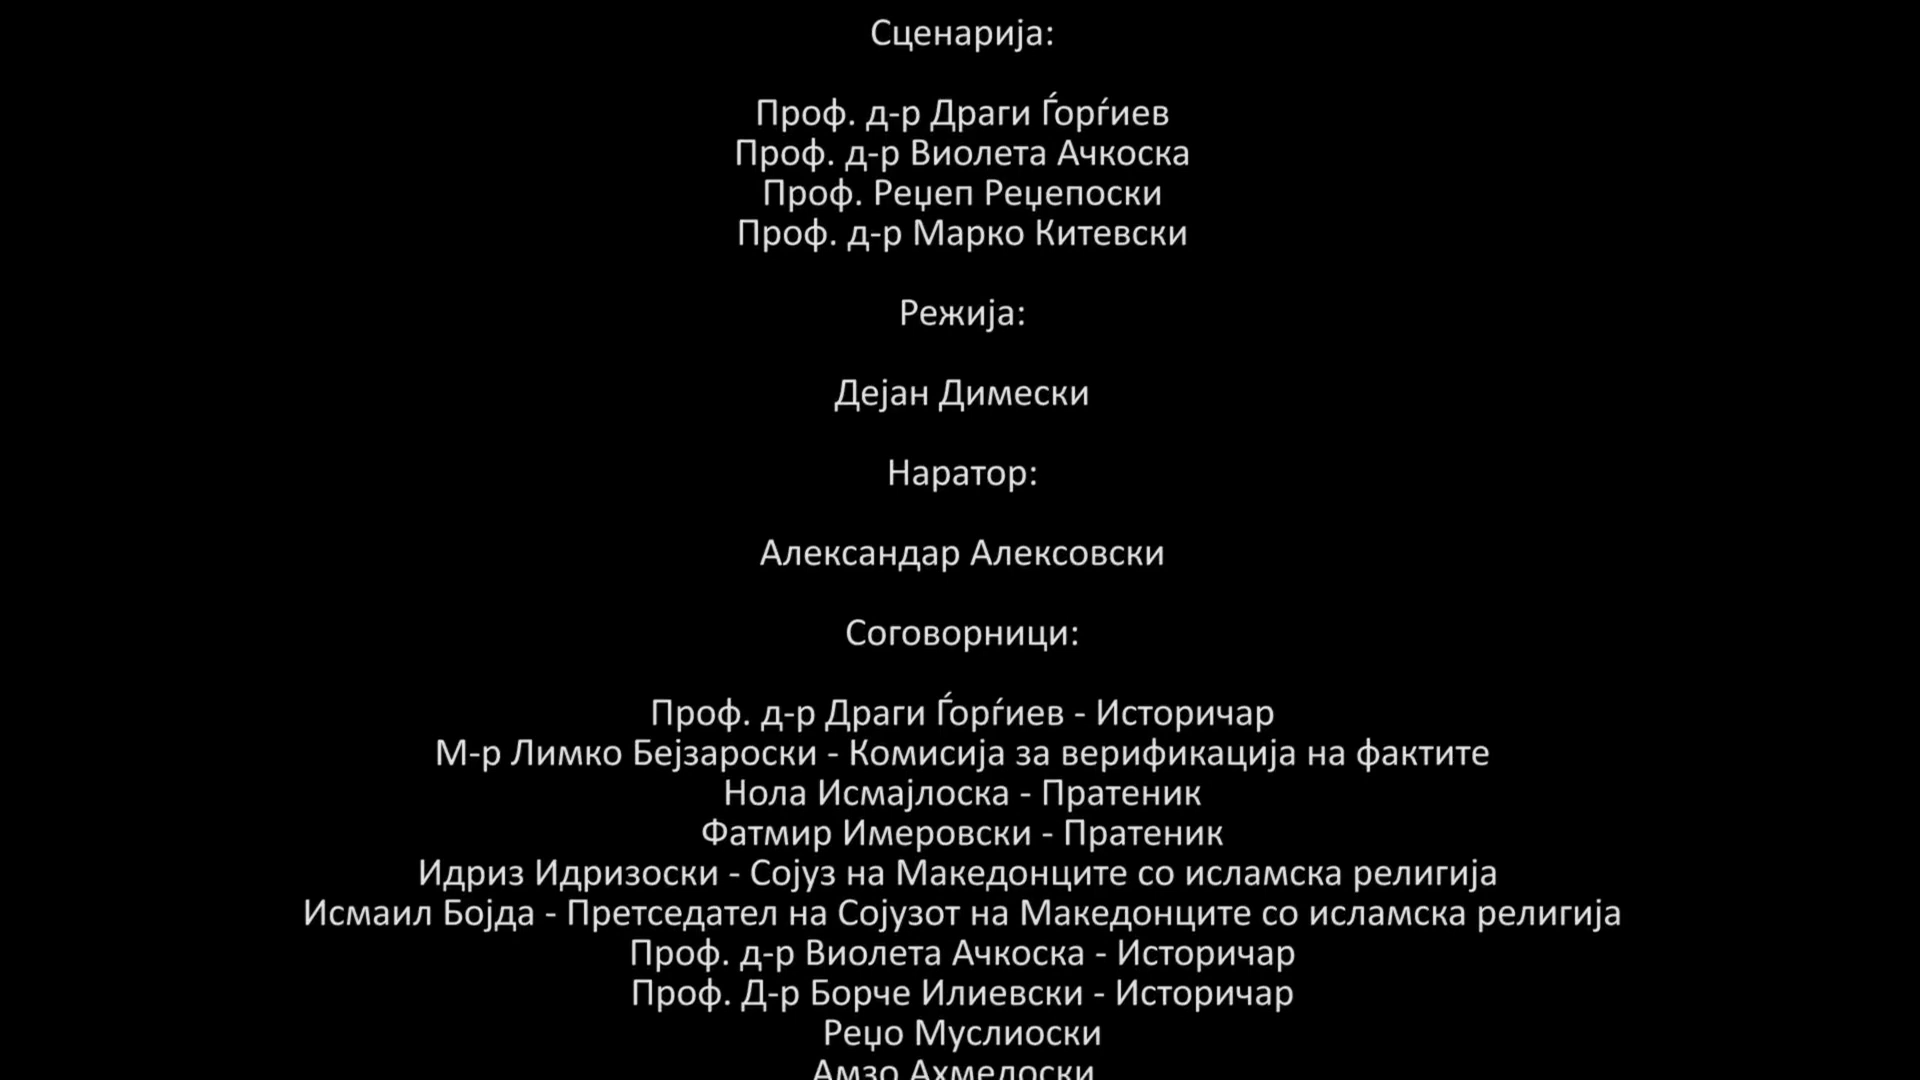 Сценарија:
Проф. д-р Драги Ѓорѓиев
Проф. д-р Виолета Ачкоска
Проф. Реџеп Реџепоски
Проф. д-р Марко Китевски
Режија:
Дејан Димески
Наратор:
Александар Алексовски
Соговорници:
Проф. д-р Драги Ѓорѓиев - Историчар
М-р Лимко Бејзароски - Комисија за верификација на фактите
Нола Исмајлоска - Пратеник
Фатмир Имеровски - Пратеник
Идриз Идризоски - Сојуз на Македонците со исламска религија
Исмаил Бојда - Претседател на Сојузот на Македонците со исламска религија
Проф. д-р Виолета Ачкоска - Историчар
Проф. Д-р Борче Илиевски - Историчар
Реџо Муслиоски
Амзо Ахмедоски